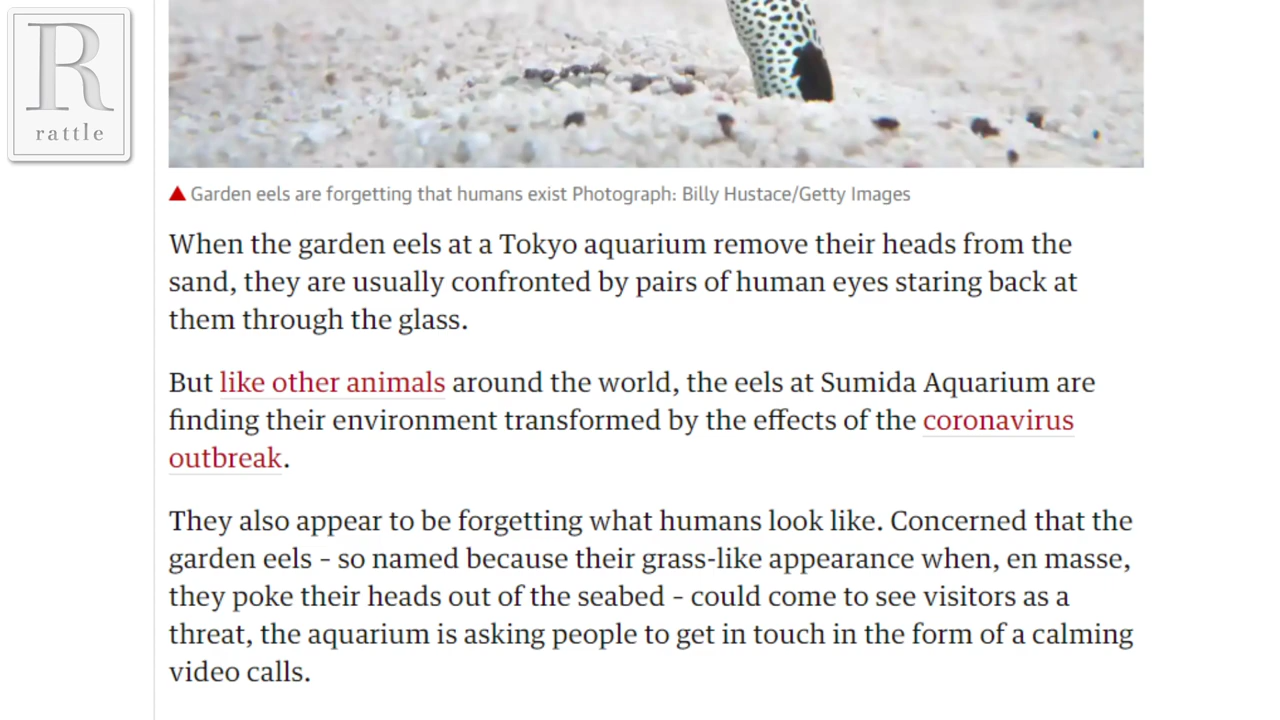 R
rattle
Garden eels are forgetting that humans exist Photograph: Billy Hustace/Getty Images
When the garden eels at a Tokyo aquarium remove their heads from the
sand, they are usually confronted by pairs of human eyes staring back at
them through the glass.
But like other animals around the world, the eels at Sumida Aquarium are
finding their environment transformed by the effects of the coronavirus
outbreak.
They also appear to be forgetting what humans look like. Concerned that the
garden eels – so named because their grass-like appearance when, en masse,
they poke their heads out of the seabed – could come to see visitors as a
threat, the aquarium is asking people to get in touch in the form of a calming
video calls.